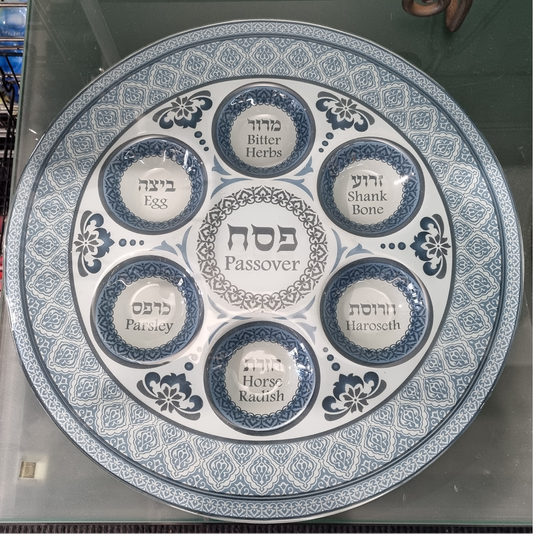 מרור
Bitter
Herbs
ביצה
Egg
זרוע
Shank
Bone
פסח
Passover
כרפס
Parsley
חרוסת
Haroseth
חזרת
Horse
Radish